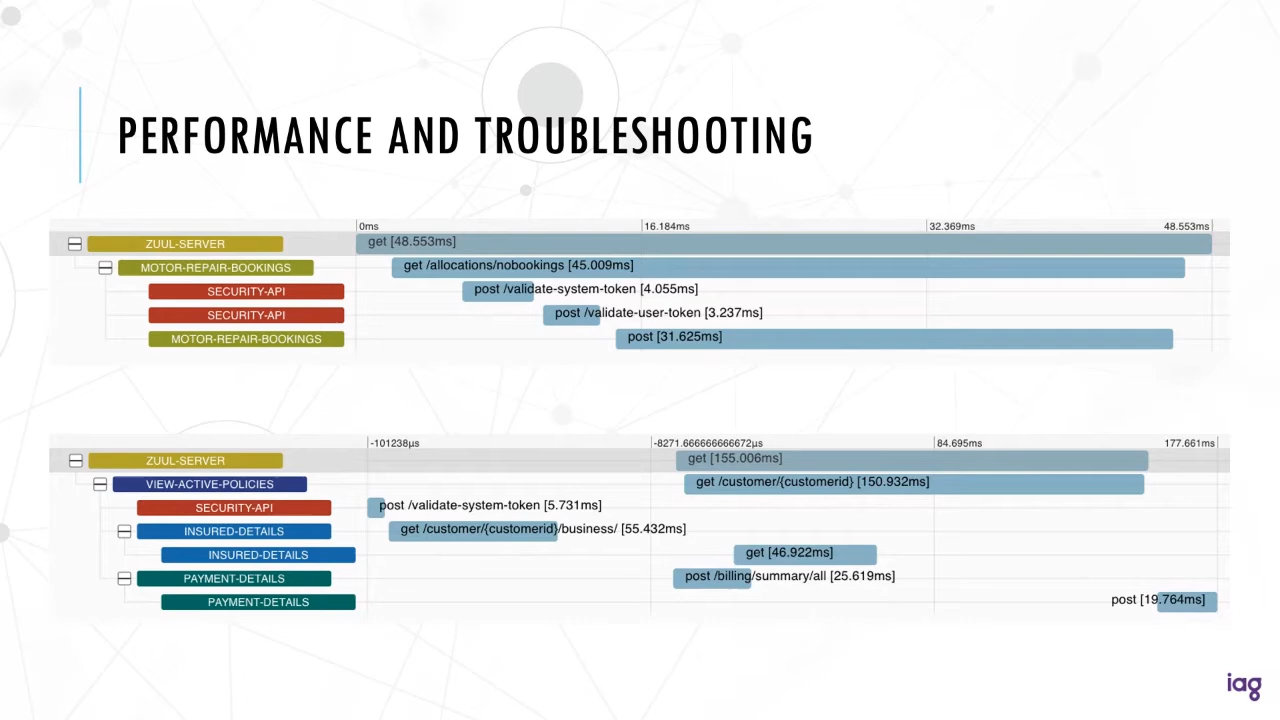 PERFORMANCE AND TROUBLESHOOTING
0ms 16.184ms 32.369ms 48.553ms
ZUUL-SERVER get [48.553ms]
MOTOR-REPAIR-BOOKINGS get /allocations/nobookings [45.009ms]
SECURITY-API post /validate-system-token [4.055ms]
SECURITY-API post /validate-user-token [3.237ms]
MOTOR-REPAIR-BOOKINGS post [31.625ms]
-101238μs -8271.666666666672μs 84.695ms 177.661ms
ZUUL-SERVER get [155.006ms]
VIEW-ACTIVE-POLICIES get /customer/{customerid} [150.932ms]
SECURITY-API post /validate-system-token [5.731ms]
INSURED-DETAILS get /customer/{customerid}/business/ [55.432ms]
INSURED-DETAILS get [46.922ms]
PAYMENT-DETAILS post /billing/summary/all [25.619ms]
PAYMENT-DETAILS post [19.764ms]
iag